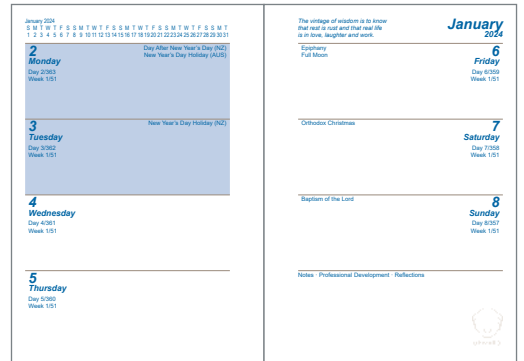 January 2024
S M T W T F S S M T W T F S S M T W T F S S M T W T F S S M T
1 2 3 4 5 6 7 8 9 10 11 12 13 14 15 16 17 18 19 20 21 22 23 24 25 26 27 28 29 30 31
2
Monday
Day 2/363
Week 1/51
Day After New Year's Day (NZ)
New Year's Day Holiday (AUS)
3
Tuesday
Day 3/362
Week 1/51
New Year's Day Holiday (NZ)
4
Wednesday
Day 4/361
Week 1/51
5
Thursday
Day 5/360
Week 1/51
The vintage of wisdom is to know
that rest is rust and that real life
is in love, laughter and work.
January
2024
Epiphany
Full Moon
6
Friday
Day 6/359
Week 1/51
Orthodox Christmas
7
Saturday
Day 7/358
Week 1/51
Baptism of the Lord
8
Sunday
Day 8/357
Week 1/51
Notes · Professional Development · Reflections